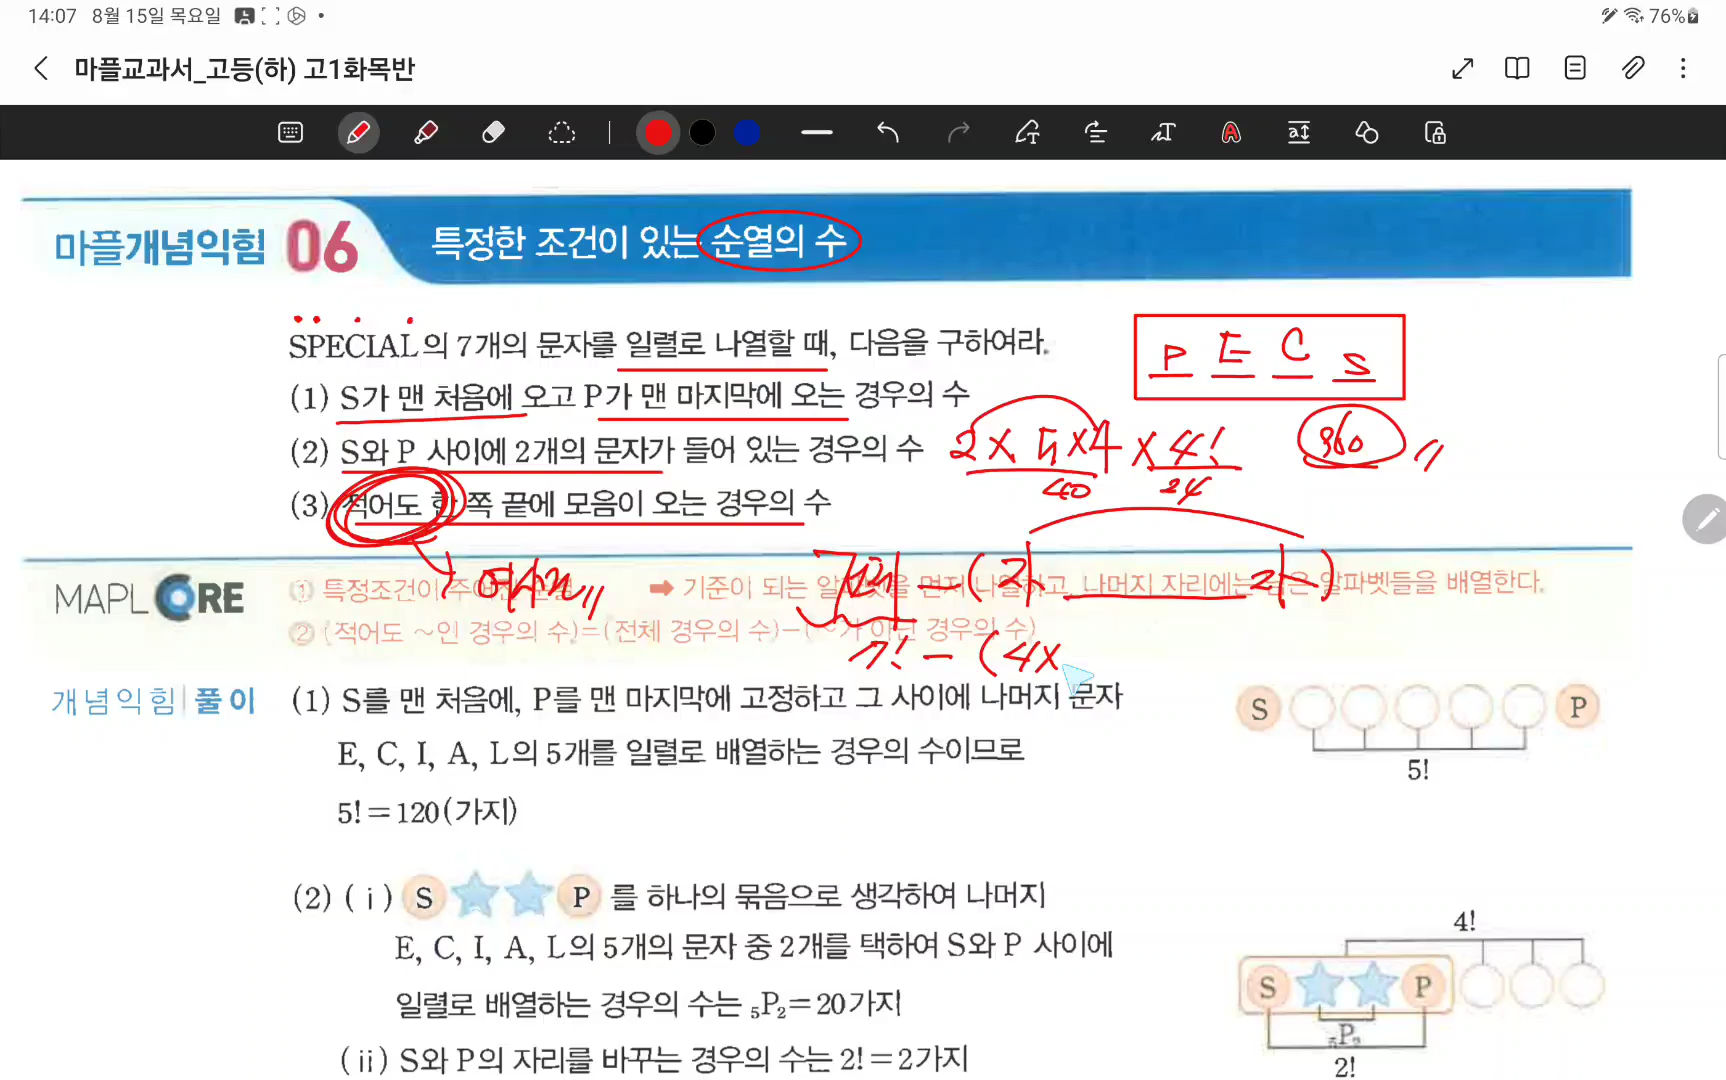 14:07 8월 15일 목요일
76%
마플교과서_고등(하) 고1화목반
마플개념익힘 06 특정한 조건이 있는 순열의 수
SPECIAL의 7개의 문자를 일렬로 나열할 때, 다음을 구하여라.
P E C S
(1) S가 맨 처음에 오고 P가 맨 마지막에 오는 경우의 수
(2) S와 P 사이에 2개의 문자가 들어 있는 경우의 수
2 × 5 × 4 × 4!
40 24
960
(3) 적어도 한 쪽 끝에 모음이 오는 경우의 수
MAPL CORE
① 특정조건이 주어진 순열 ➡ 기준이 되는 알파벳을 먼저 나열하고, 나머지 자리에는 남은 알파벳들을 배열한다.
② (적어도 ~인 경우의 수)=(전체 경우의 수)-(~가 아닌 경우의 수)
7! - (4×
개념익힘 | 풀이
(1) S를 맨 처음에, P를 맨 마지막에 고정하고 그 사이에 나머지 문자
E, C, I, A, L의 5개를 일렬로 배열하는 경우의 수이므로
5!=120(가지)
S P
5!
(2) (ⅰ) S P 를 하나의 묶음으로 생각하여 나머지
E, C, I, A, L의 5개의 문자 중 2개를 택하여 S와 P 사이에
일렬로 배열하는 경우의 수는 ₅P₂=20가지
(ⅱ) S와 P의 자리를 바꾸는 경우의 수는 2!=2가지
4!
S P
₅P₂
2!